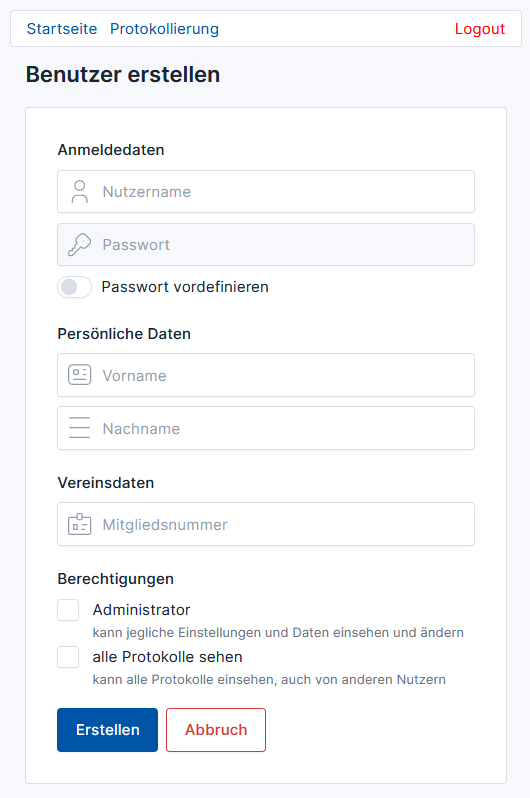 Startseite Protokollierung Logout
Benutzer erstellen
Anmeldedaten
Nutzername
Passwort
Passwort vordefinieren
Persönliche Daten
Vorname
Nachname
Vereinsdaten
Mitgliedsnummer
Berechtigungen
Administrator
kann jegliche Einstellungen und Daten einsehen und ändern
alle Protokolle sehen
kann alle Protokolle einsehen, auch von anderen Nutzern
Erstellen Abbruch